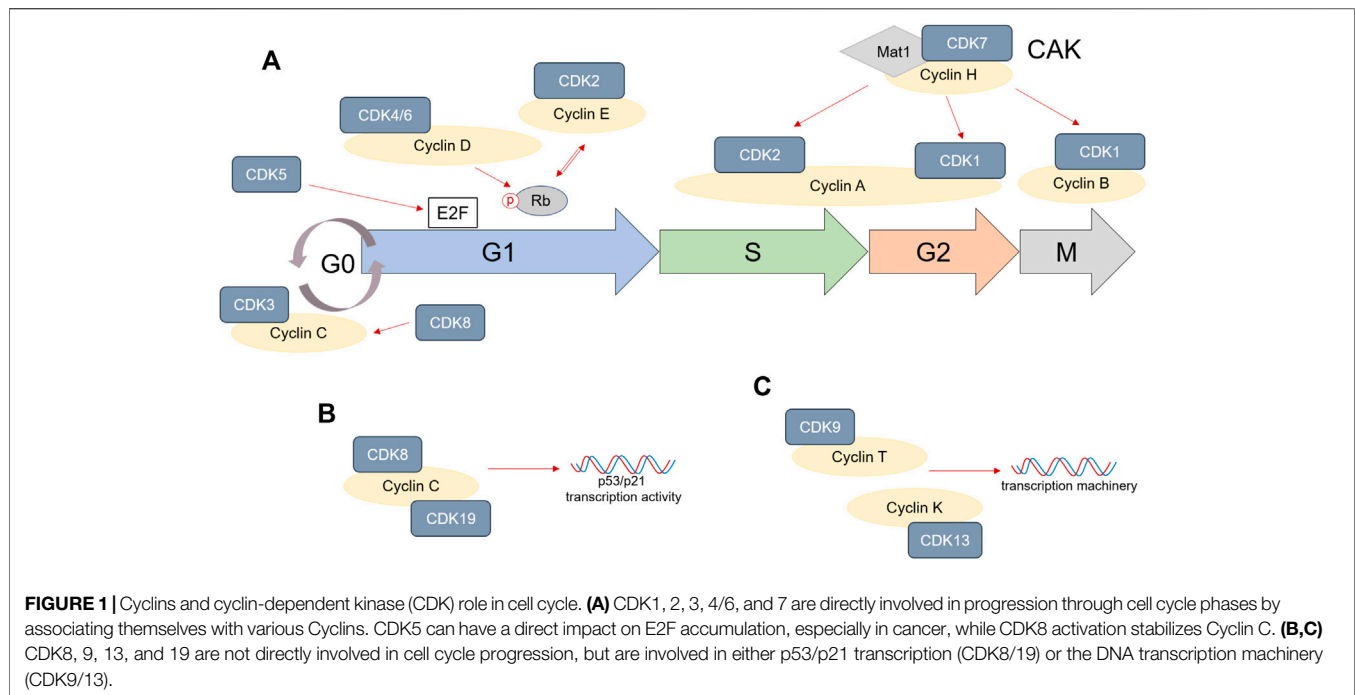 A
Mat1
CDK7
CAK
Cyclin H
CDK2
Cyclin E
CDK4/6
Cyclin D
CDK5
p
Rb
E2F
CDK2
CDK1
Cyclin A
CDK1
Cyclin B
G0
G1
S
G2
M
CDK3
Cyclin C
CDK8
B
CDK8
Cyclin C
CDK19
p53/p21
transcription activity
C
CDK9
Cyclin T
transcription machinery
Cyclin K
CDK13
FIGURE 1 | Cyclins and cyclin-dependent kinase (CDK) role in cell cycle. (A) CDK1, 2, 3, 4/6, and 7 are directly involved in progression through cell cycle phases by
associating themselves with various Cyclins. CDK5 can have a direct impact on E2F accumulation, especially in cancer, while CDK8 activation stabilizes Cyclin C. (B,C)
CDK8, 9, 13, and 19 are not directly involved in cell cycle progression, but are involved in either p53/p21 transcription (CDK8/19) or the DNA transcription machinery
(CDK9/13).